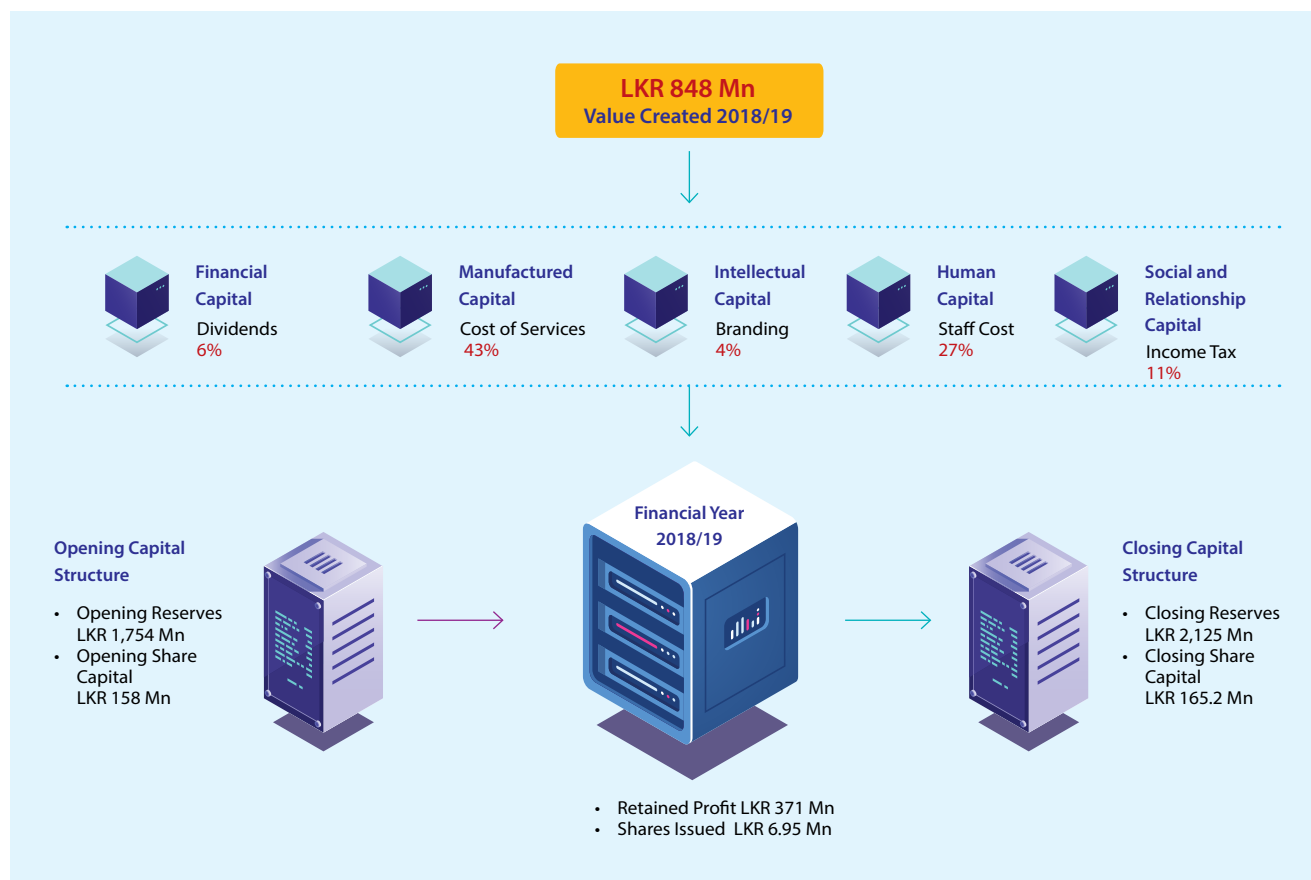 LKR 848 Mn
Value Created 2018/19
Financial
Capital
Dividends
6%
Manufactured
Capital
Cost of Services
43%
Intellectual
Capital
Branding
4%
Human
Capital
Staff Cost
27%
Social and
Relationship
Capital
Income Tax
11%
Opening Capital
Structure
• Opening Reserves
LKR 1,754 Mn
• Opening Share
Capital
LKR 158 Mn
Financial Year
2018/19
• Retained Profit LKR 371 Mn
• Shares Issued LKR 6.95 Mn
Closing Capital
Structure
• Closing Reserves
LKR 2,125 Mn
• Closing Share
Capital
LKR 165.2 Mn